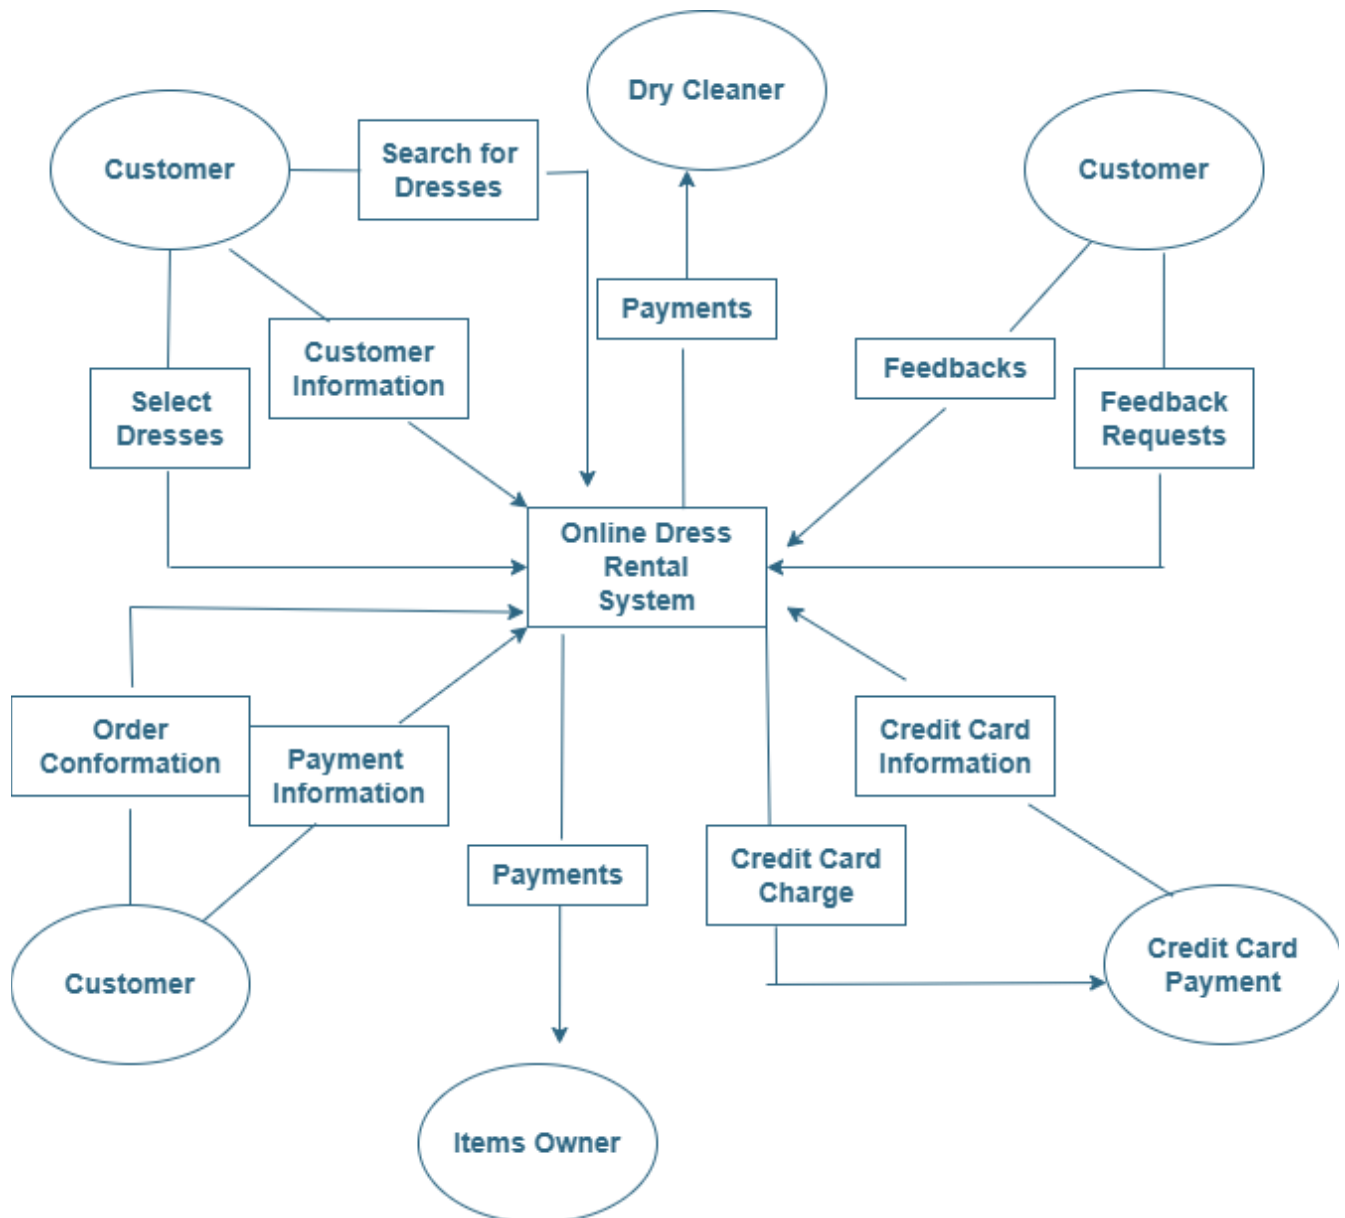 Dry Cleaner
Customer
Search for
Dresses
Customer
Payments
Customer
Information
Feedbacks
Select
Dresses
Feedback
Requests
Online Dress
Rental
System
Order
Conformation
Payment
Information
Credit Card
Information
Payments
Credit Card
Charge
Customer
Credit Card
Payment
Items Owner